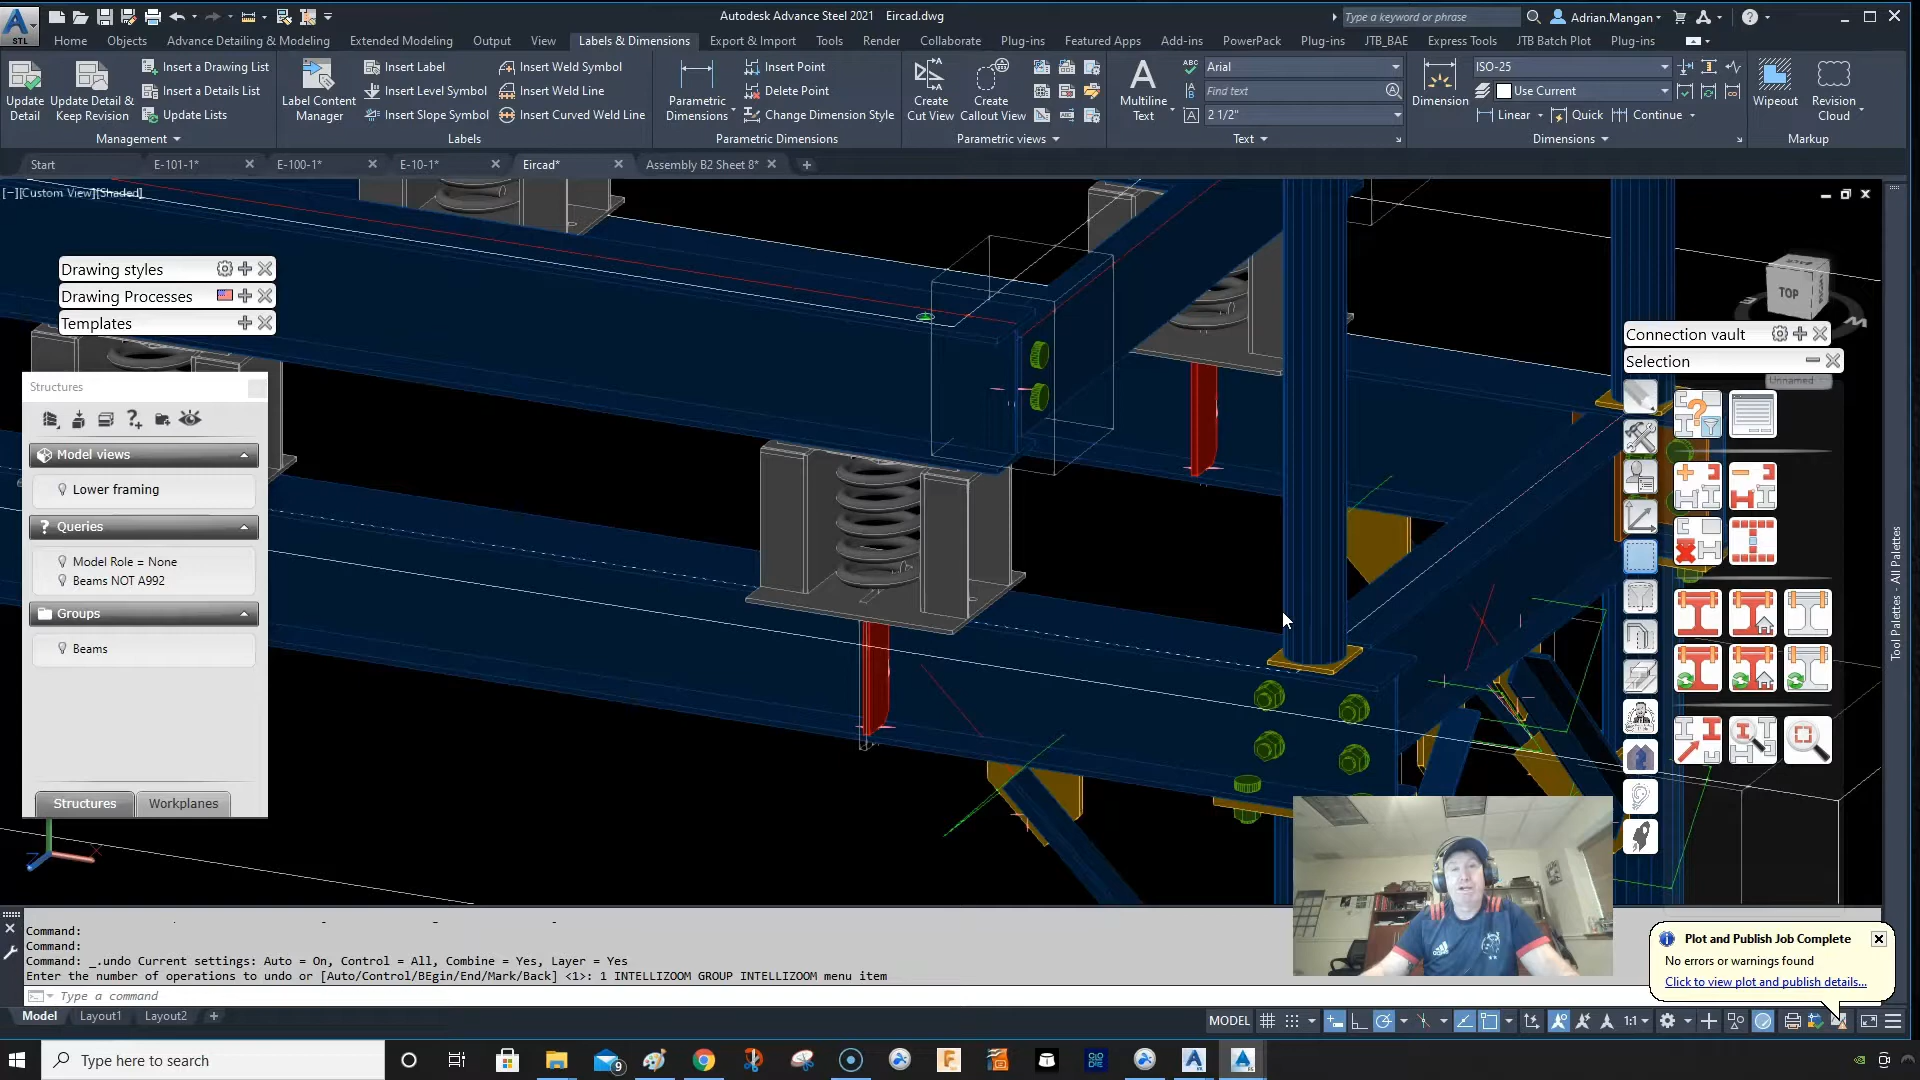 Autodesk Advance Steel 2021 Eircad.dwg
Type a keyword or phrase
Adrian.Mangan
STL
Home Objects Advance Detailing & Modeling Extended Modeling Output View Labels & Dimensions Export & Import Tools Render Collaborate Plug-ins Featured Apps Add-ins PowerPack Plug-ins JTB_BAE Express Tools JTB Batch Plot Plug-ins
Update Detail
Update Detail & Keep Revision
Insert a Drawing List
Insert a Details List
Update Lists
Management
Label Content Manager
Insert Label
Insert Level Symbol
Insert Slope Symbol
Insert Weld Symbol
Insert Weld Line
Insert Curved Weld Line
Labels
Parametric Dimensions
Insert Point
Delete Point
Change Dimension Style
Parametric Dimensions
Create Cut View
Create Callout View
Parametric views
Multiline Text
Arial
Find text
2 1/2"
Text
Dimension
ISO-25
Use Current
Linear
Quick
Continue
Dimensions
Wipeout
Revision Cloud
Markup
Start
E-101-1*
E-100-1*
E-10-1*
Eircad*
Assembly B2 Sheet 8*
[−][Custom View][Shaded]
Drawing styles
Drawing Processes
Templates
Structures
Model views
Lower framing
Queries
Model Role = None
Beams NOT A992
Groups
Beams
Structures
Workplanes
TOP
Connection vault
Selection
Unnamed
Tool Palettes - All Palettes
Command:
Command:
Command: _.undo Current settings: Auto = On, Control = All, Combine = Yes, Layer = Yes
Enter the number of operations to undo or [Auto/Control/BEgin/End/Mark/Back] <1>: 1 INTELLIZOOM GROUP INTELLIZOOM menu item
Type a command
Plot and Publish Job Complete
No errors or warnings found
Click to view plot and publish details...
Model
Layout1
Layout2
MODEL
1:1
Type here to search
9